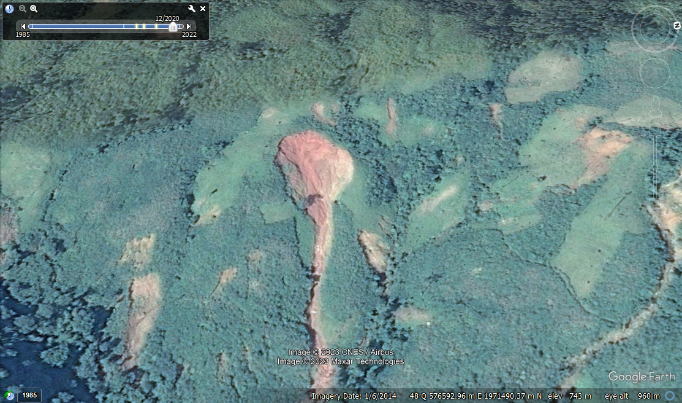 12/2020
1985
2022
Image © 2023 CNES / Airbus
Image © 2023 Maxar Technologies
Google Earth
1985
Imagery Date: 1/6/2014 48 Q 576592.96 m E 1971490.37 m N elev 743 m eye alt 960 m